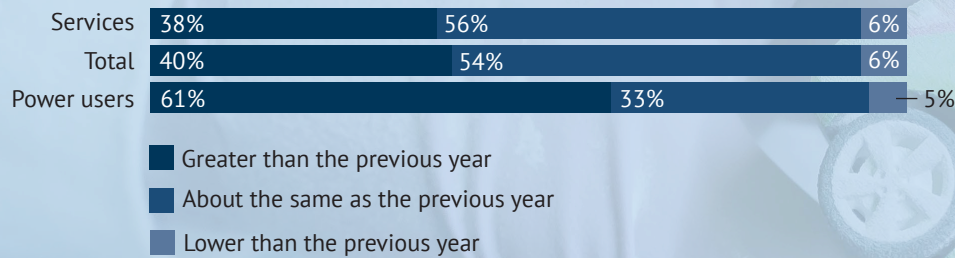 Services 38% 56% 6%
Total 40% 54% 6%
Power users 61% 33% 5%
Greater than the previous year
About the same as the previous year
Lower than the previous year